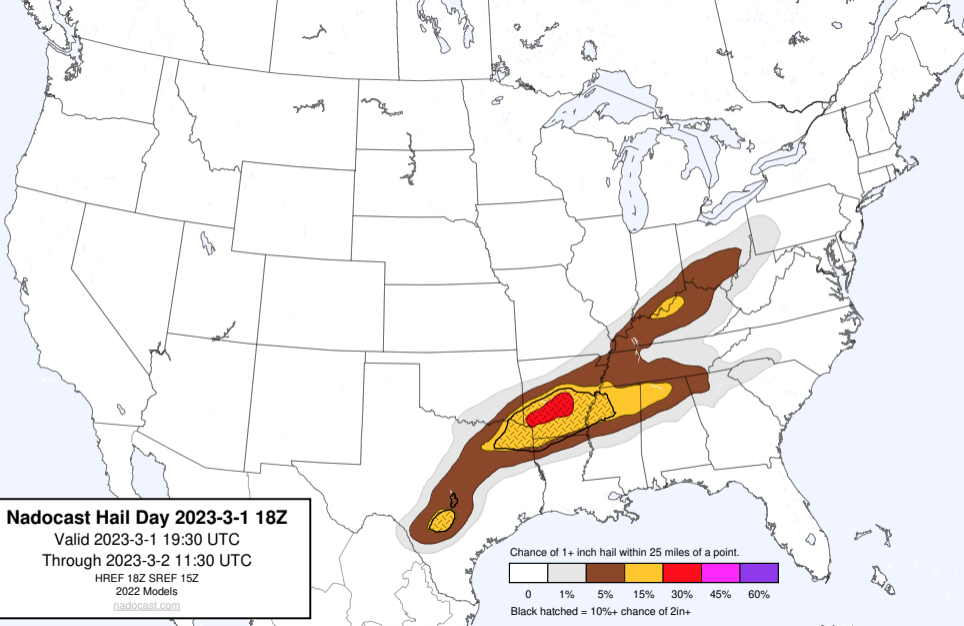 Nadocast Hail Day 2023-3-1 18Z
Valid 2023-3-1 19:30 UTC
Through 2023-3-2 11:30 UTC
HREF 18Z SREF 15Z
2022 Models
nadocast.com
Chance of 1+ inch hail within 25 miles of a point.
0 1% 5% 15% 30% 45% 60%
Black hatched = 10%+ chance of 2in+